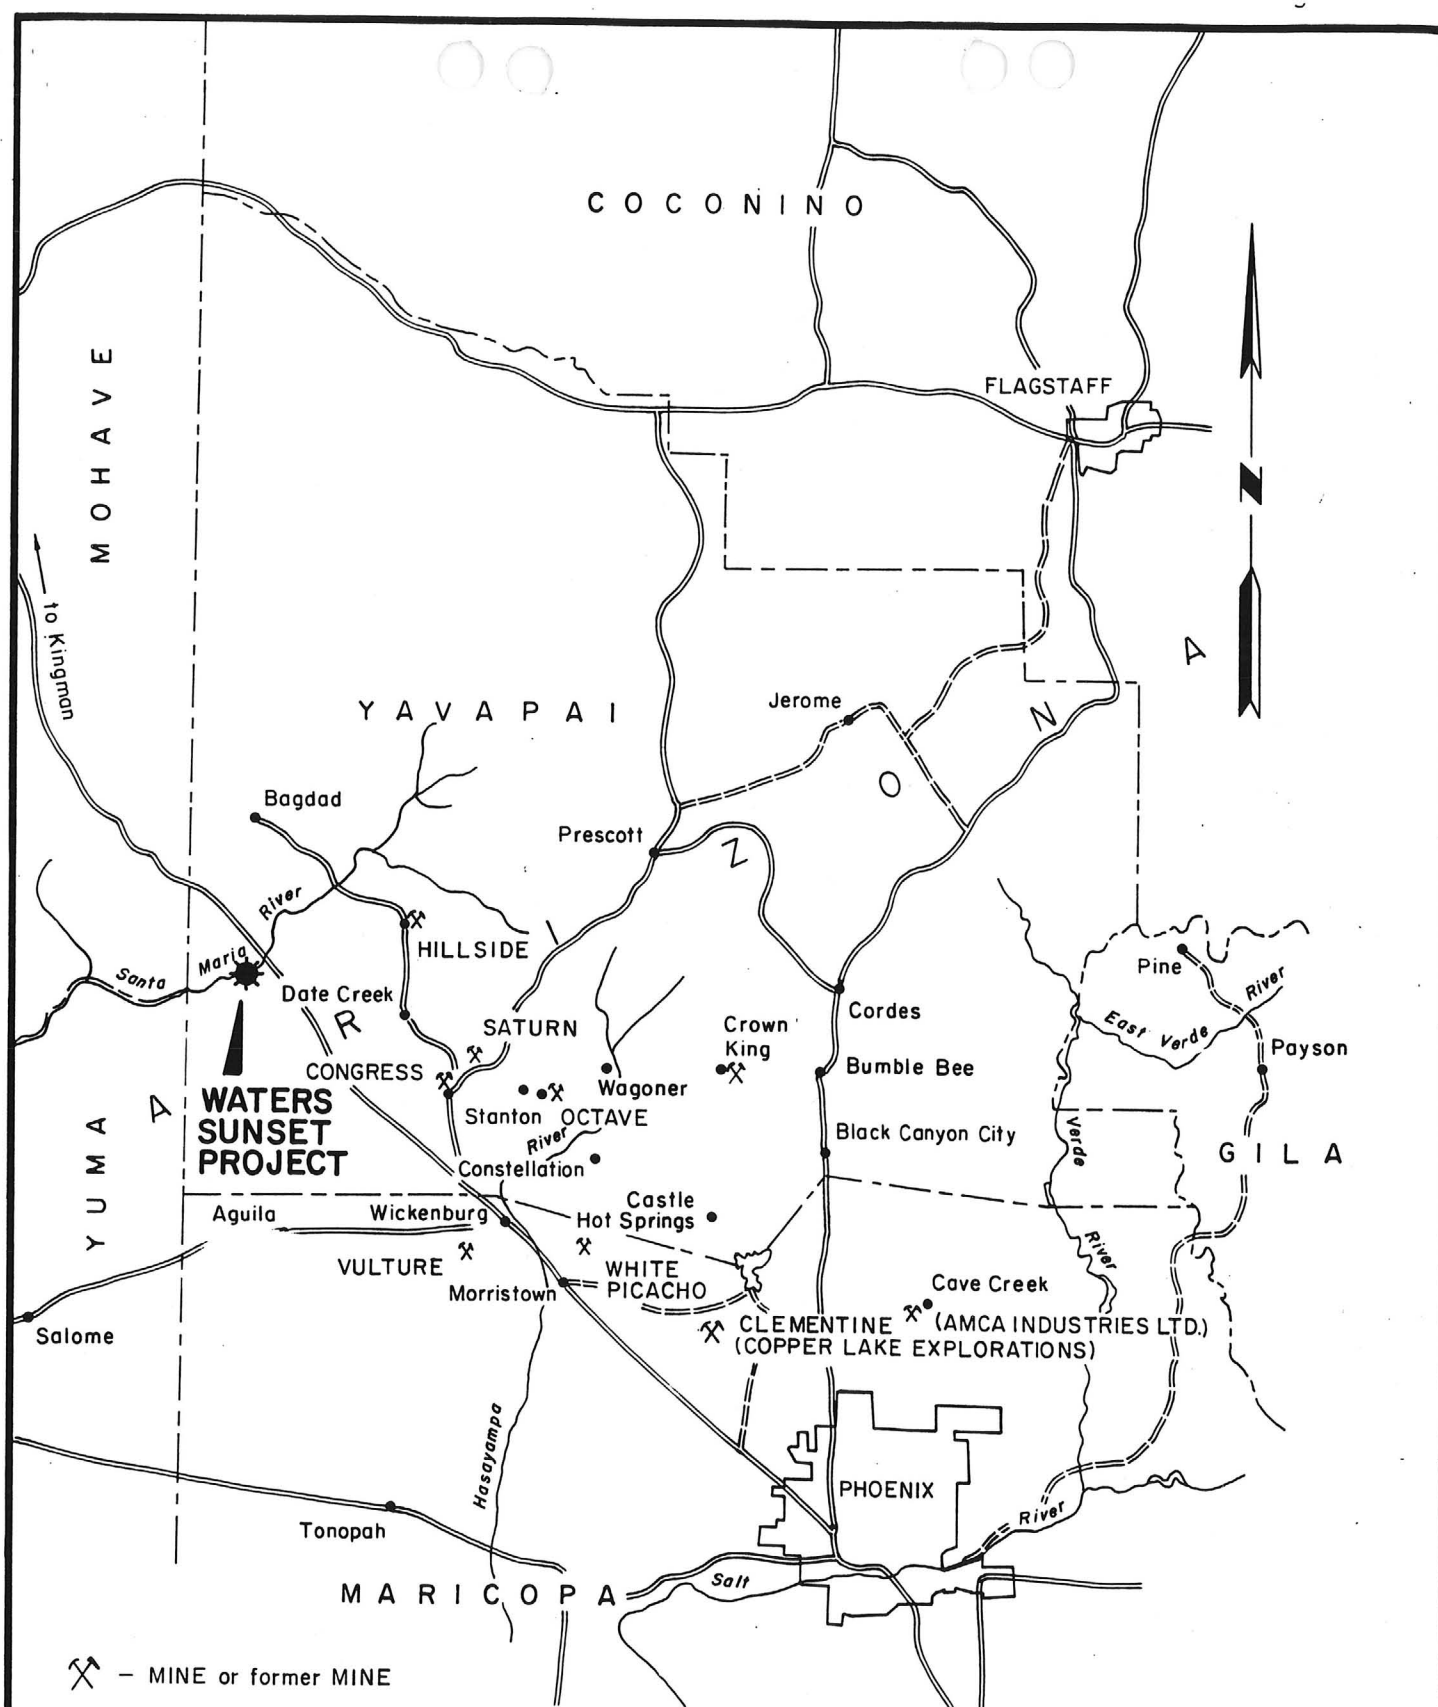 COCONINO
MOHAVE
FLAGSTAFF
N
to Kingman
YAVAPAI
ARIZONA
Jerome
Bagdad
Prescott
Santa Maria River
HILLSIDE
Date Creek
SATURN
CONGRESS
Crown King
Cordes
Bumble Bee
Wagoner
Stanton
OCTAVE
River
Black Canyon City
Constellation
Pine
East Verde River
Payson
Verde River
GILA
WATERS
SUNSET
PROJECT
YUMA
Aguila
Wickenburg
Castle
Hot Springs
VULTURE
WHITE
PICACHO
Morristown
Salome
Cave Creek
CLEMENTINE (AMCA INDUSTRIES LTD.)
(COPPER LAKE EXPLORATIONS)
Hasayampa
PHOENIX
Tonopah
Salt River
MARICOPA
– MINE or former MINE